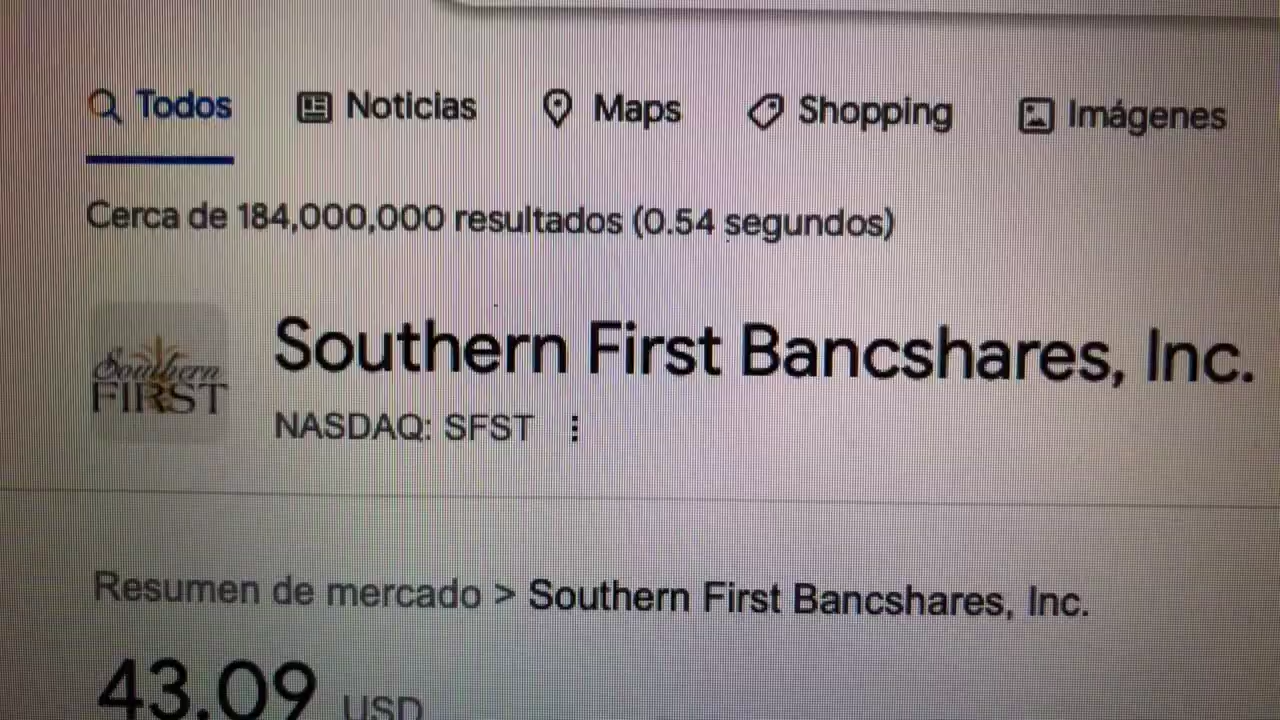 Todos Noticias Maps Shopping Imágenes
Cerca de 184,000,000 resultados (0.54 segundos)
Southern
FIRST
Southern First Bancshares, Inc.
NASDAQ: SFST
Resumen de mercado > Southern First Bancshares, Inc.
43.09 USD